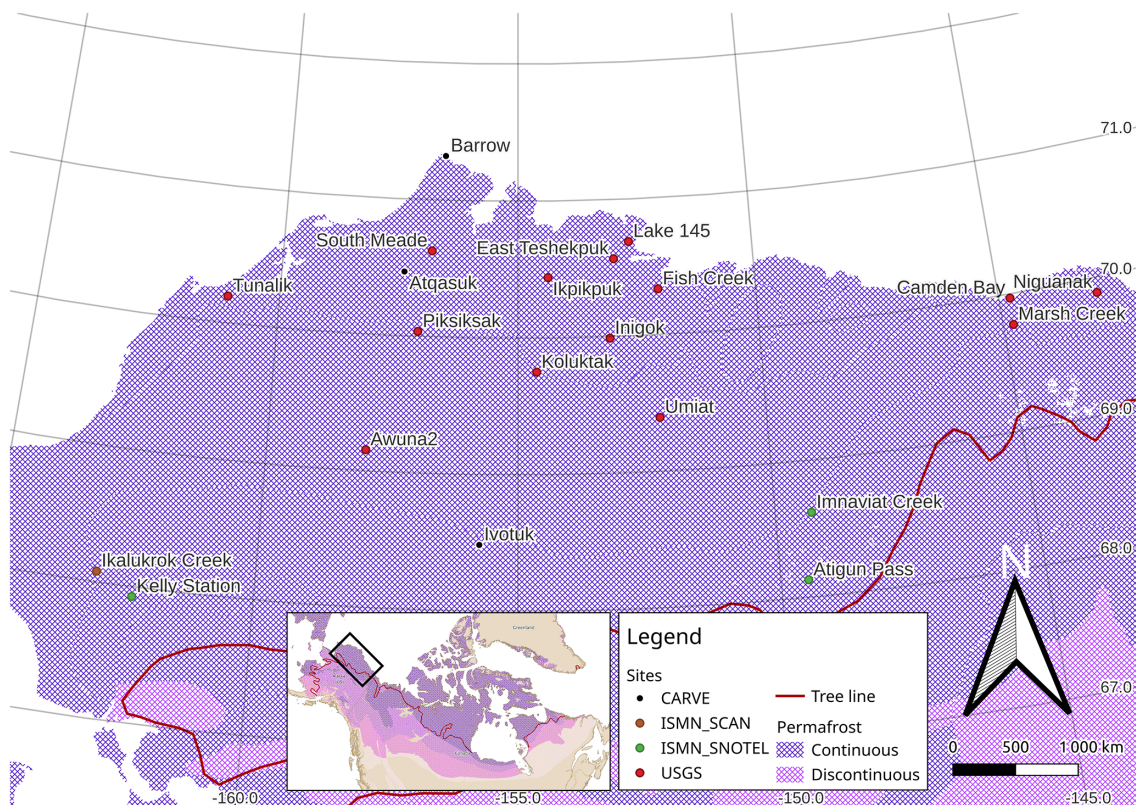 71.0
Barrow
Lake 145
South Meade
East Teshekpuk
70.0
Atqasuk
Fish Creek
Tunalik
Ikpikpuk
Camden Bay
Niguanak
Marsh Creek
Piksiksak
Inigok
Koluktak
Umiat
69.0
Awuna2
Imnaviat Creek
Ivotuk
68.0
Ikalukrok Creek
Atigun Pass
Kelly Station
N
Greenland
Legend
Sites
CARVE
ISMN_SCAN
ISMN_SNOTEL
USGS
Tree line
Permafrost
Continuous
Discontinuous
67.0
0 500 1 000 km
-160.0 -155.0 -150.0 -145.0